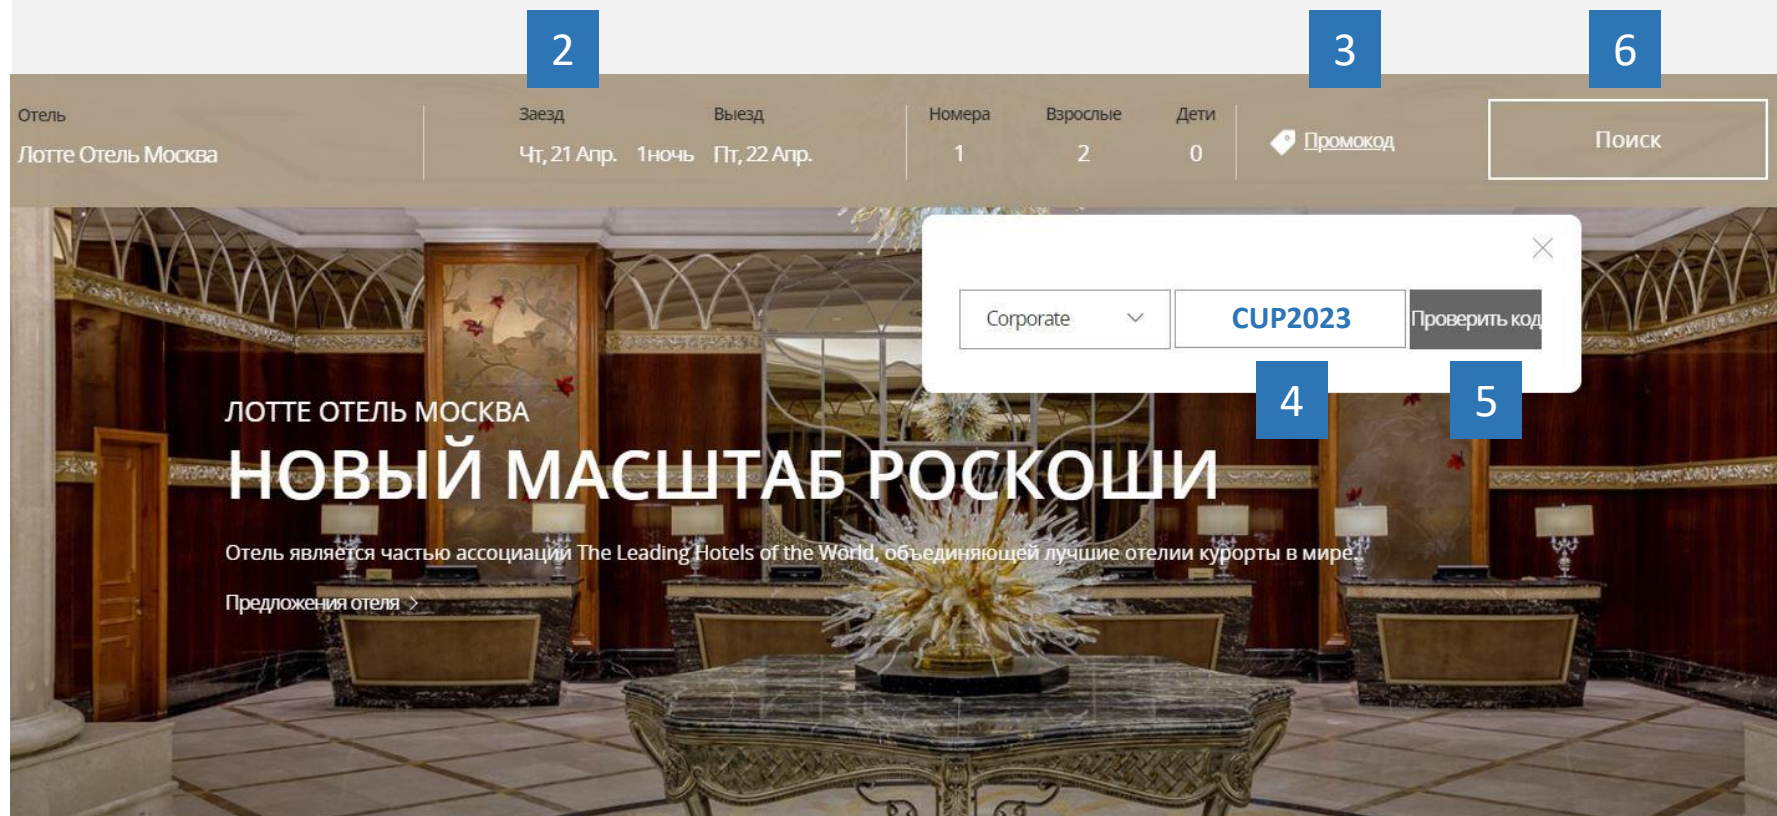 2
3
6
Отель
Заезд
Выезд
Номера
Взрослые
Дети
Лотте Отель Москва
Чт, 21 Апр.
1ночь
Пт, 22 Апр.
1
2
0
Промокод
Поиск
Corporate
CUP2023
Проверить код
4
5
ЛОТТЕ ОТЕЛЬ МОСКВА
НОВЫЙ МАСШТАБ РОСКОШИ
Отель является частью ассоциации The Leading Hotels of the World, объединяющей лучшие отелии курорты в мире.
Предложения отеля >